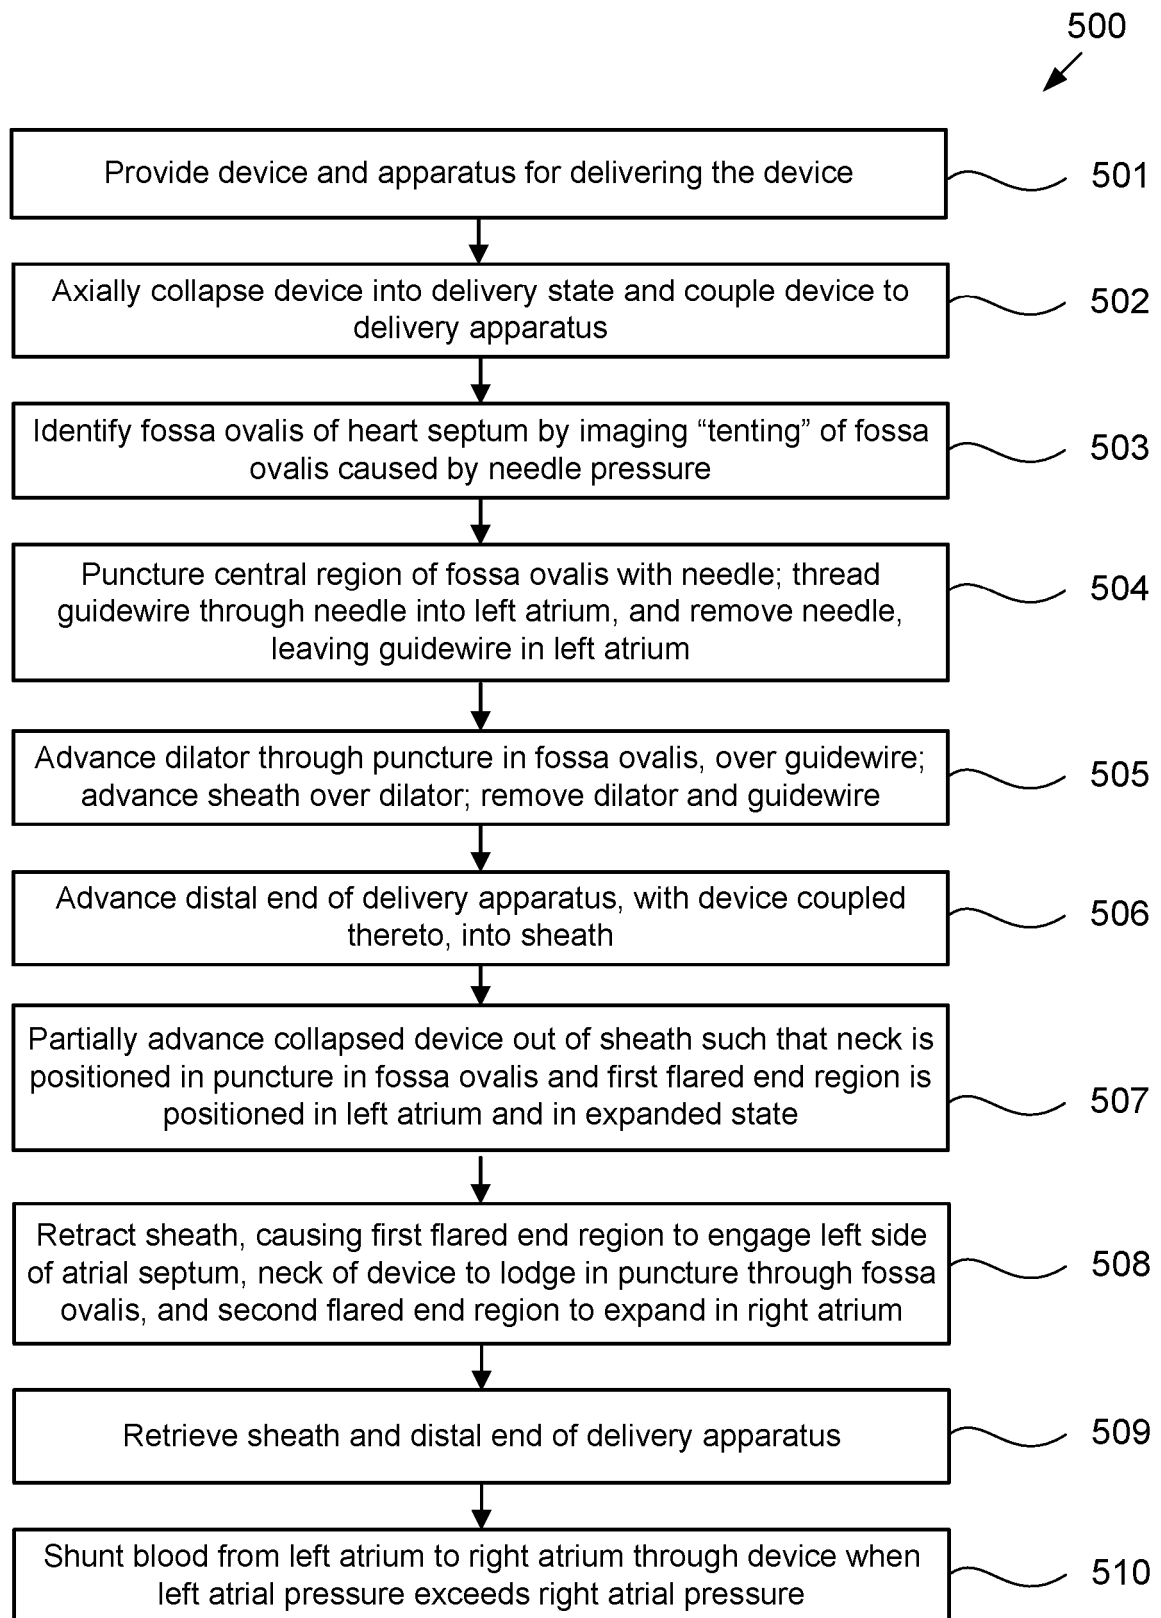 500
Provide device and apparatus for delivering the device
501
Axially collapse device into delivery state and couple device to
delivery apparatus
502
Identify fossa ovalis of heart septum by imaging “tenting” of fossa
ovalis caused by needle pressure
503
Puncture central region of fossa ovalis with needle; thread
guidewire through needle into left atrium, and remove needle,
leaving guidewire in left atrium
504
Advance dilator through puncture in fossa ovalis, over guidewire;
advance sheath over dilator; remove dilator and guidewire
505
Advance distal end of delivery apparatus, with device coupled
thereto, into sheath
506
Partially advance collapsed device out of sheath such that neck is
positioned in puncture in fossa ovalis and first flared end region is
positioned in left atrium and in expanded state
507
Retract sheath, causing first flared end region to engage left side
of atrial septum, neck of device to lodge in puncture through fossa
ovalis, and second flared end region to expand in right atrium
508
Retrieve sheath and distal end of delivery apparatus
509
Shunt blood from left atrium to right atrium through device when
left atrial pressure exceeds right atrial pressure
510